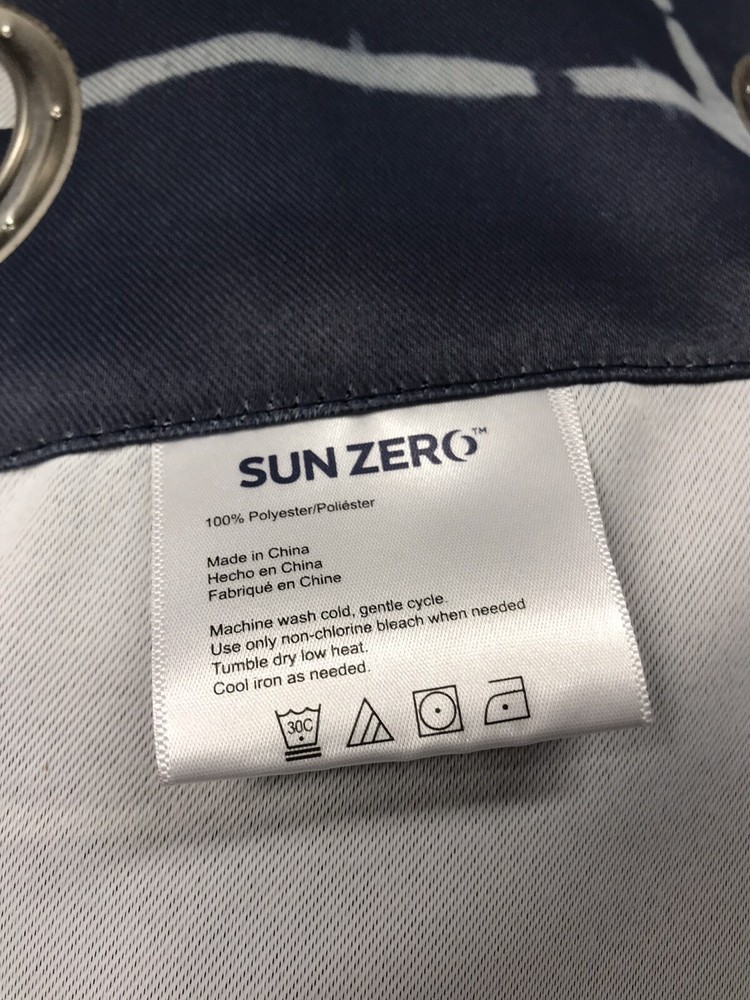 SUN ZERO™
100% Polyester/Poliéster
Made in China
Hecho en China
Fabriqué en Chine
Machine wash cold, gentle cycle.
Use only non-chlorine bleach when needed
Tumble dry low heat.
Cool iron as needed.
30C